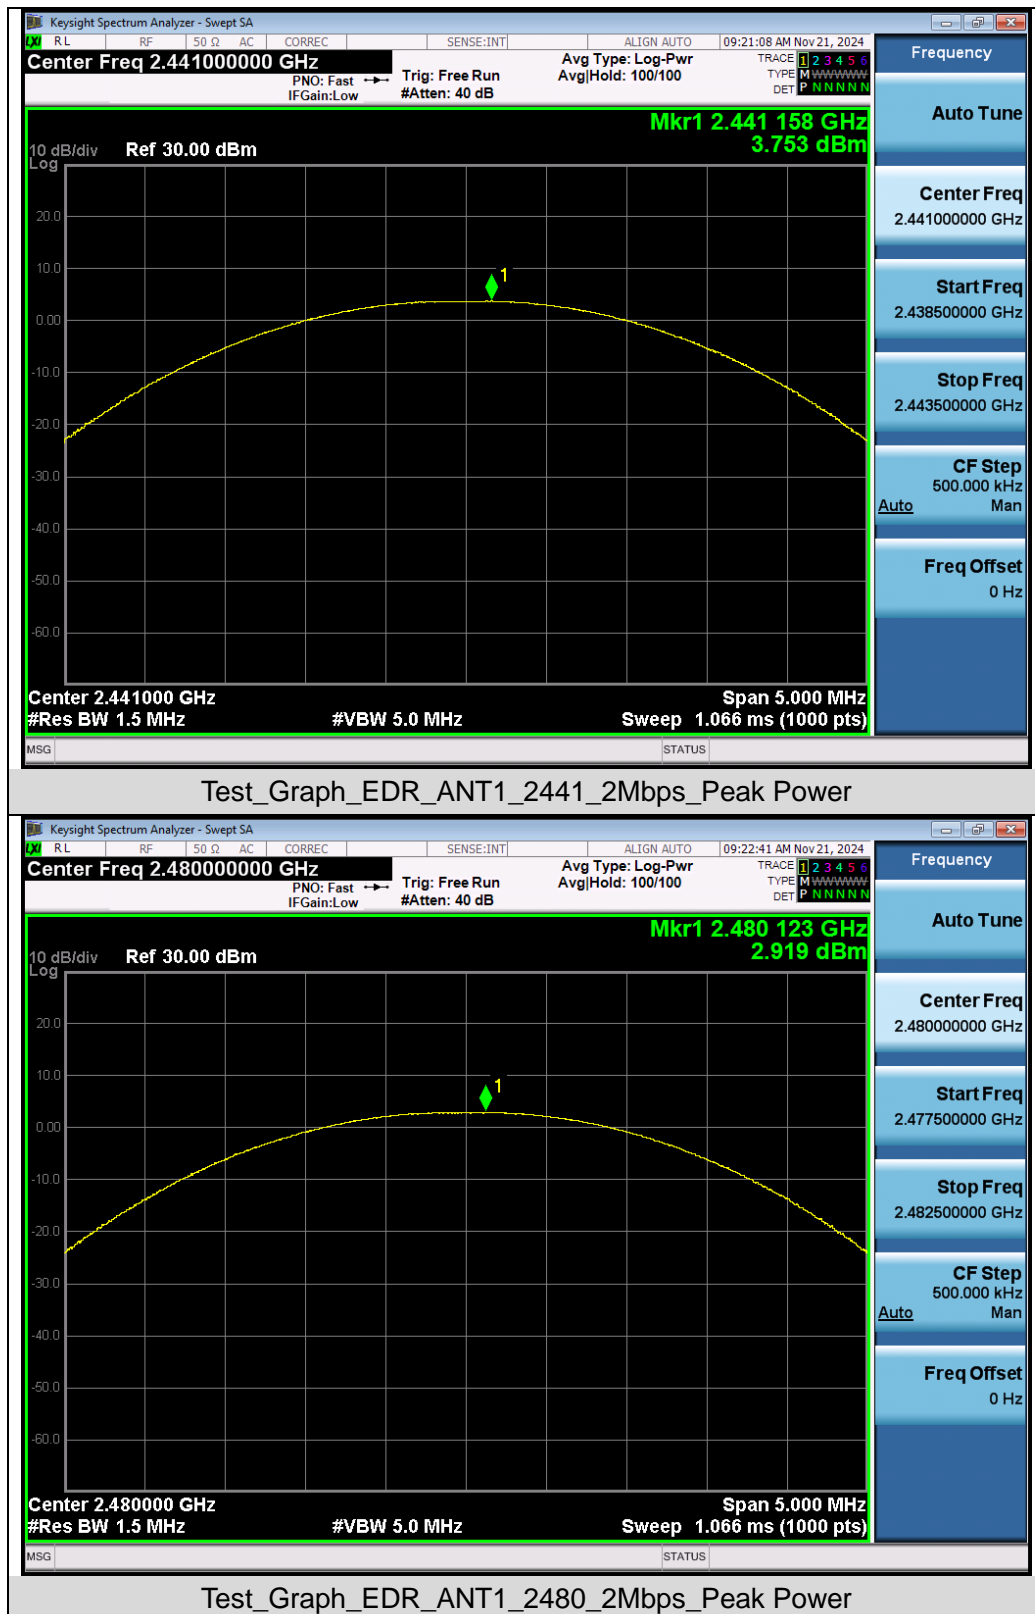 Keysight Spectrum Analyzer - Swept SA
LXI RL RF 50 Ω AC CORREC SENSE:INT ALIGN AUTO 09:21:08 AM Nov 21, 2024
Center Freq 2.441000000 GHz
PNO: Fast
IFGain:Low
Trig: Free Run
#Atten: 40 dB
Avg Type: Log-Pwr
Avg|Hold: 100/100
TRACE 1 2 3 4 5 6
TYPE M WWWWW
DET P N N N N N
Mkr1 2.441 158 GHz
3.753 dBm
10 dB/div Ref 30.00 dBm
Log
20.0
10.0
1
0.00
-10.0
-20.0
-30.0
-40.0
-50.0
-60.0
Center 2.441000 GHz Span 5.000 MHz
#Res BW 1.5 MHz #VBW 5.0 MHz Sweep 1.066 ms (1000 pts)
MSG STATUS
Frequency
Auto Tune
Center Freq
2.441000000 GHz
Start Freq
2.438500000 GHz
Stop Freq
2.443500000 GHz
CF Step
500.000 kHz
Auto Man
Freq Offset
0 Hz
Test_Graph_EDR_ANT1_2441_2Mbps_Peak Power
Keysight Spectrum Analyzer - Swept SA
LXI RL RF 50 Ω AC CORREC SENSE:INT ALIGN AUTO 09:22:41 AM Nov 21, 2024
Center Freq 2.480000000 GHz
PNO: Fast
IFGain:Low
Trig: Free Run
#Atten: 40 dB
Avg Type: Log-Pwr
Avg|Hold: 100/100
TRACE 1 2 3 4 5 6
TYPE M WWWWW
DET P N N N N N
Mkr1 2.480 123 GHz
2.919 dBm
10 dB/div Ref 30.00 dBm
Log
20.0
10.0
1
0.00
-10.0
-20.0
-30.0
-40.0
-50.0
-60.0
Center 2.480000 GHz Span 5.000 MHz
#Res BW 1.5 MHz #VBW 5.0 MHz Sweep 1.066 ms (1000 pts)
MSG STATUS
Frequency
Auto Tune
Center Freq
2.480000000 GHz
Start Freq
2.477500000 GHz
Stop Freq
2.482500000 GHz
CF Step
500.000 kHz
Auto Man
Freq Offset
0 Hz
Test_Graph_EDR_ANT1_2480_2Mbps_Peak Power